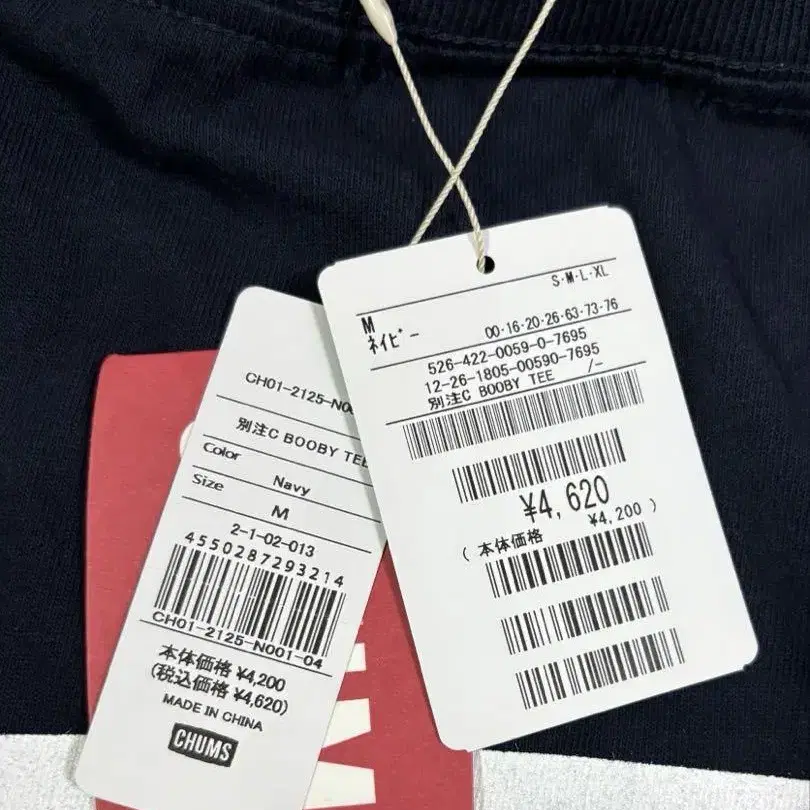 CH01-2125-N00
別注C BOOBY TEE
Color Navy
Size M
2-1-02-013
4550287293214
CH01-2125-N001-04
本体価格 ¥4,200
(税込価格 ¥4,620)
MADE IN CHINA
CHUMS
S·M·L·XL
M
ネイビー 00·16·20·26·63·73·76
526-422-0059-0-7695
12-26-1805-00590-7695
別注C BOOBY TEE /-
¥4,620
( 本体価格 ¥4,200 )